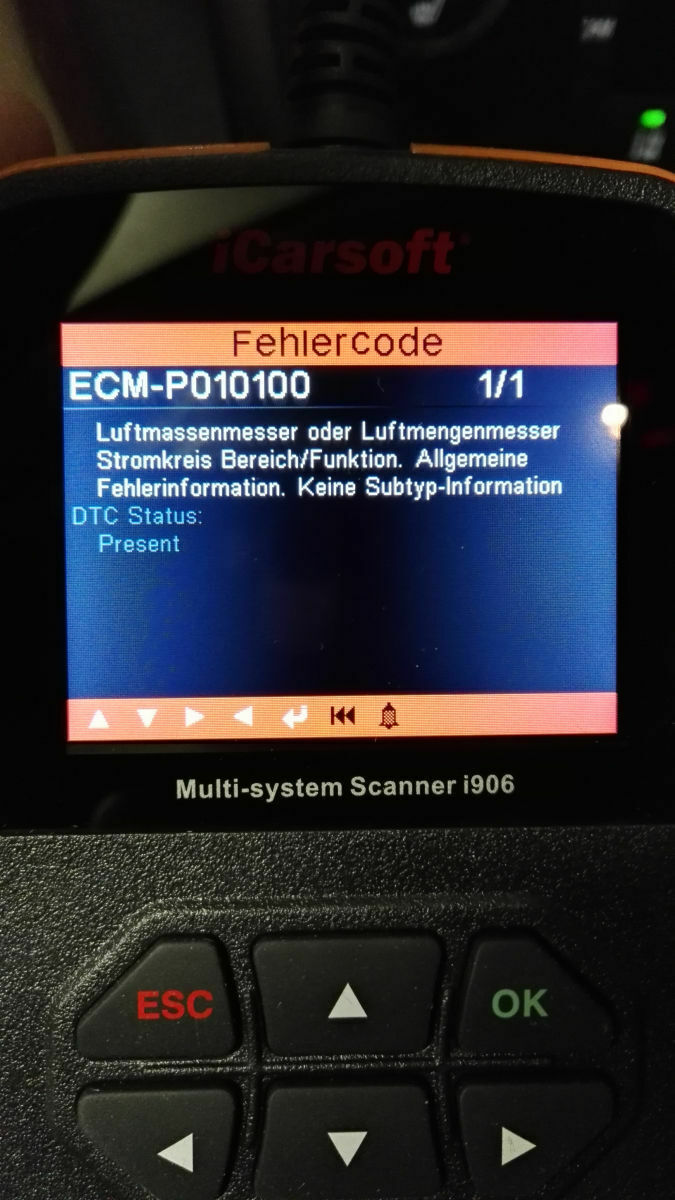 iCarsoft
Fehlercode
ECM-P010100 1/1
Luftmassenmesser oder Luftmengenmesser
Stromkreis Bereich/Funktion. Allgemeine
Fehlerinformation. Keine Subtyp-Information
DTC Status:
Present
Multi-system Scanner i906
ESC
OK